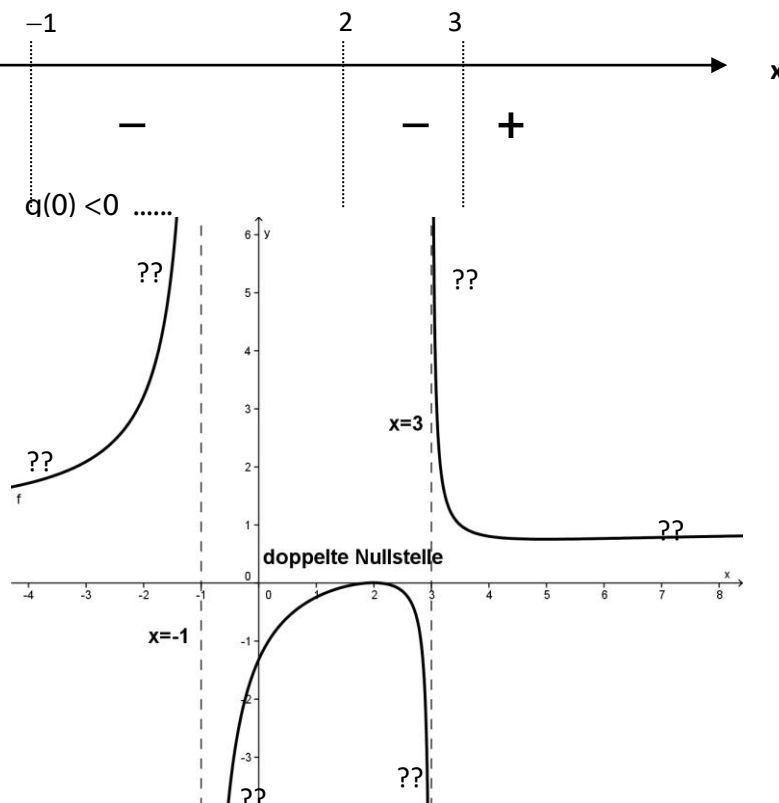 −1 2 3
x
− − +
q(0) <0 ......
6 y
?? ??
5
4
3
x=3
2
??
f
1
??
doppelte Nullstelle
0 x
-4 -3 -2 -1 0 1 2 3 4 5 6 7 8
x=-1
-1
-2
-3
??
??